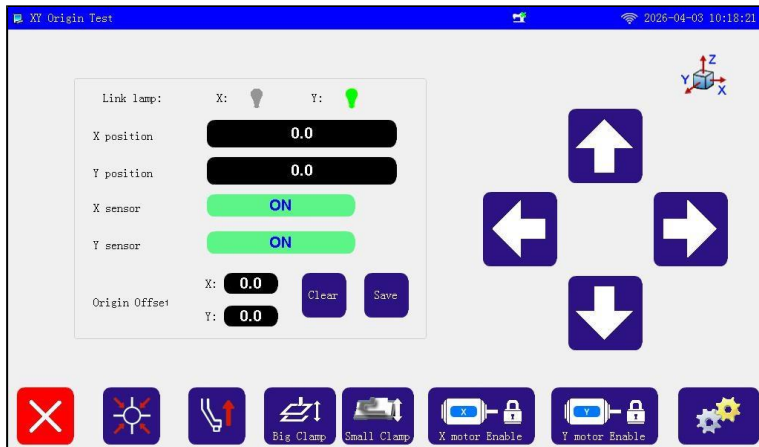 XY Origin Test 2026-04-03 10:18:21
Z
Y X
Link lamp: X: Y:
X position 0.0
Y position 0.0
X sensor ON
Y sensor ON
X: 0.0 Clear Save
Origin Offset
Y: 0.0
X Y
Big Clamp Small Clamp X motor Enable Y motor Enable